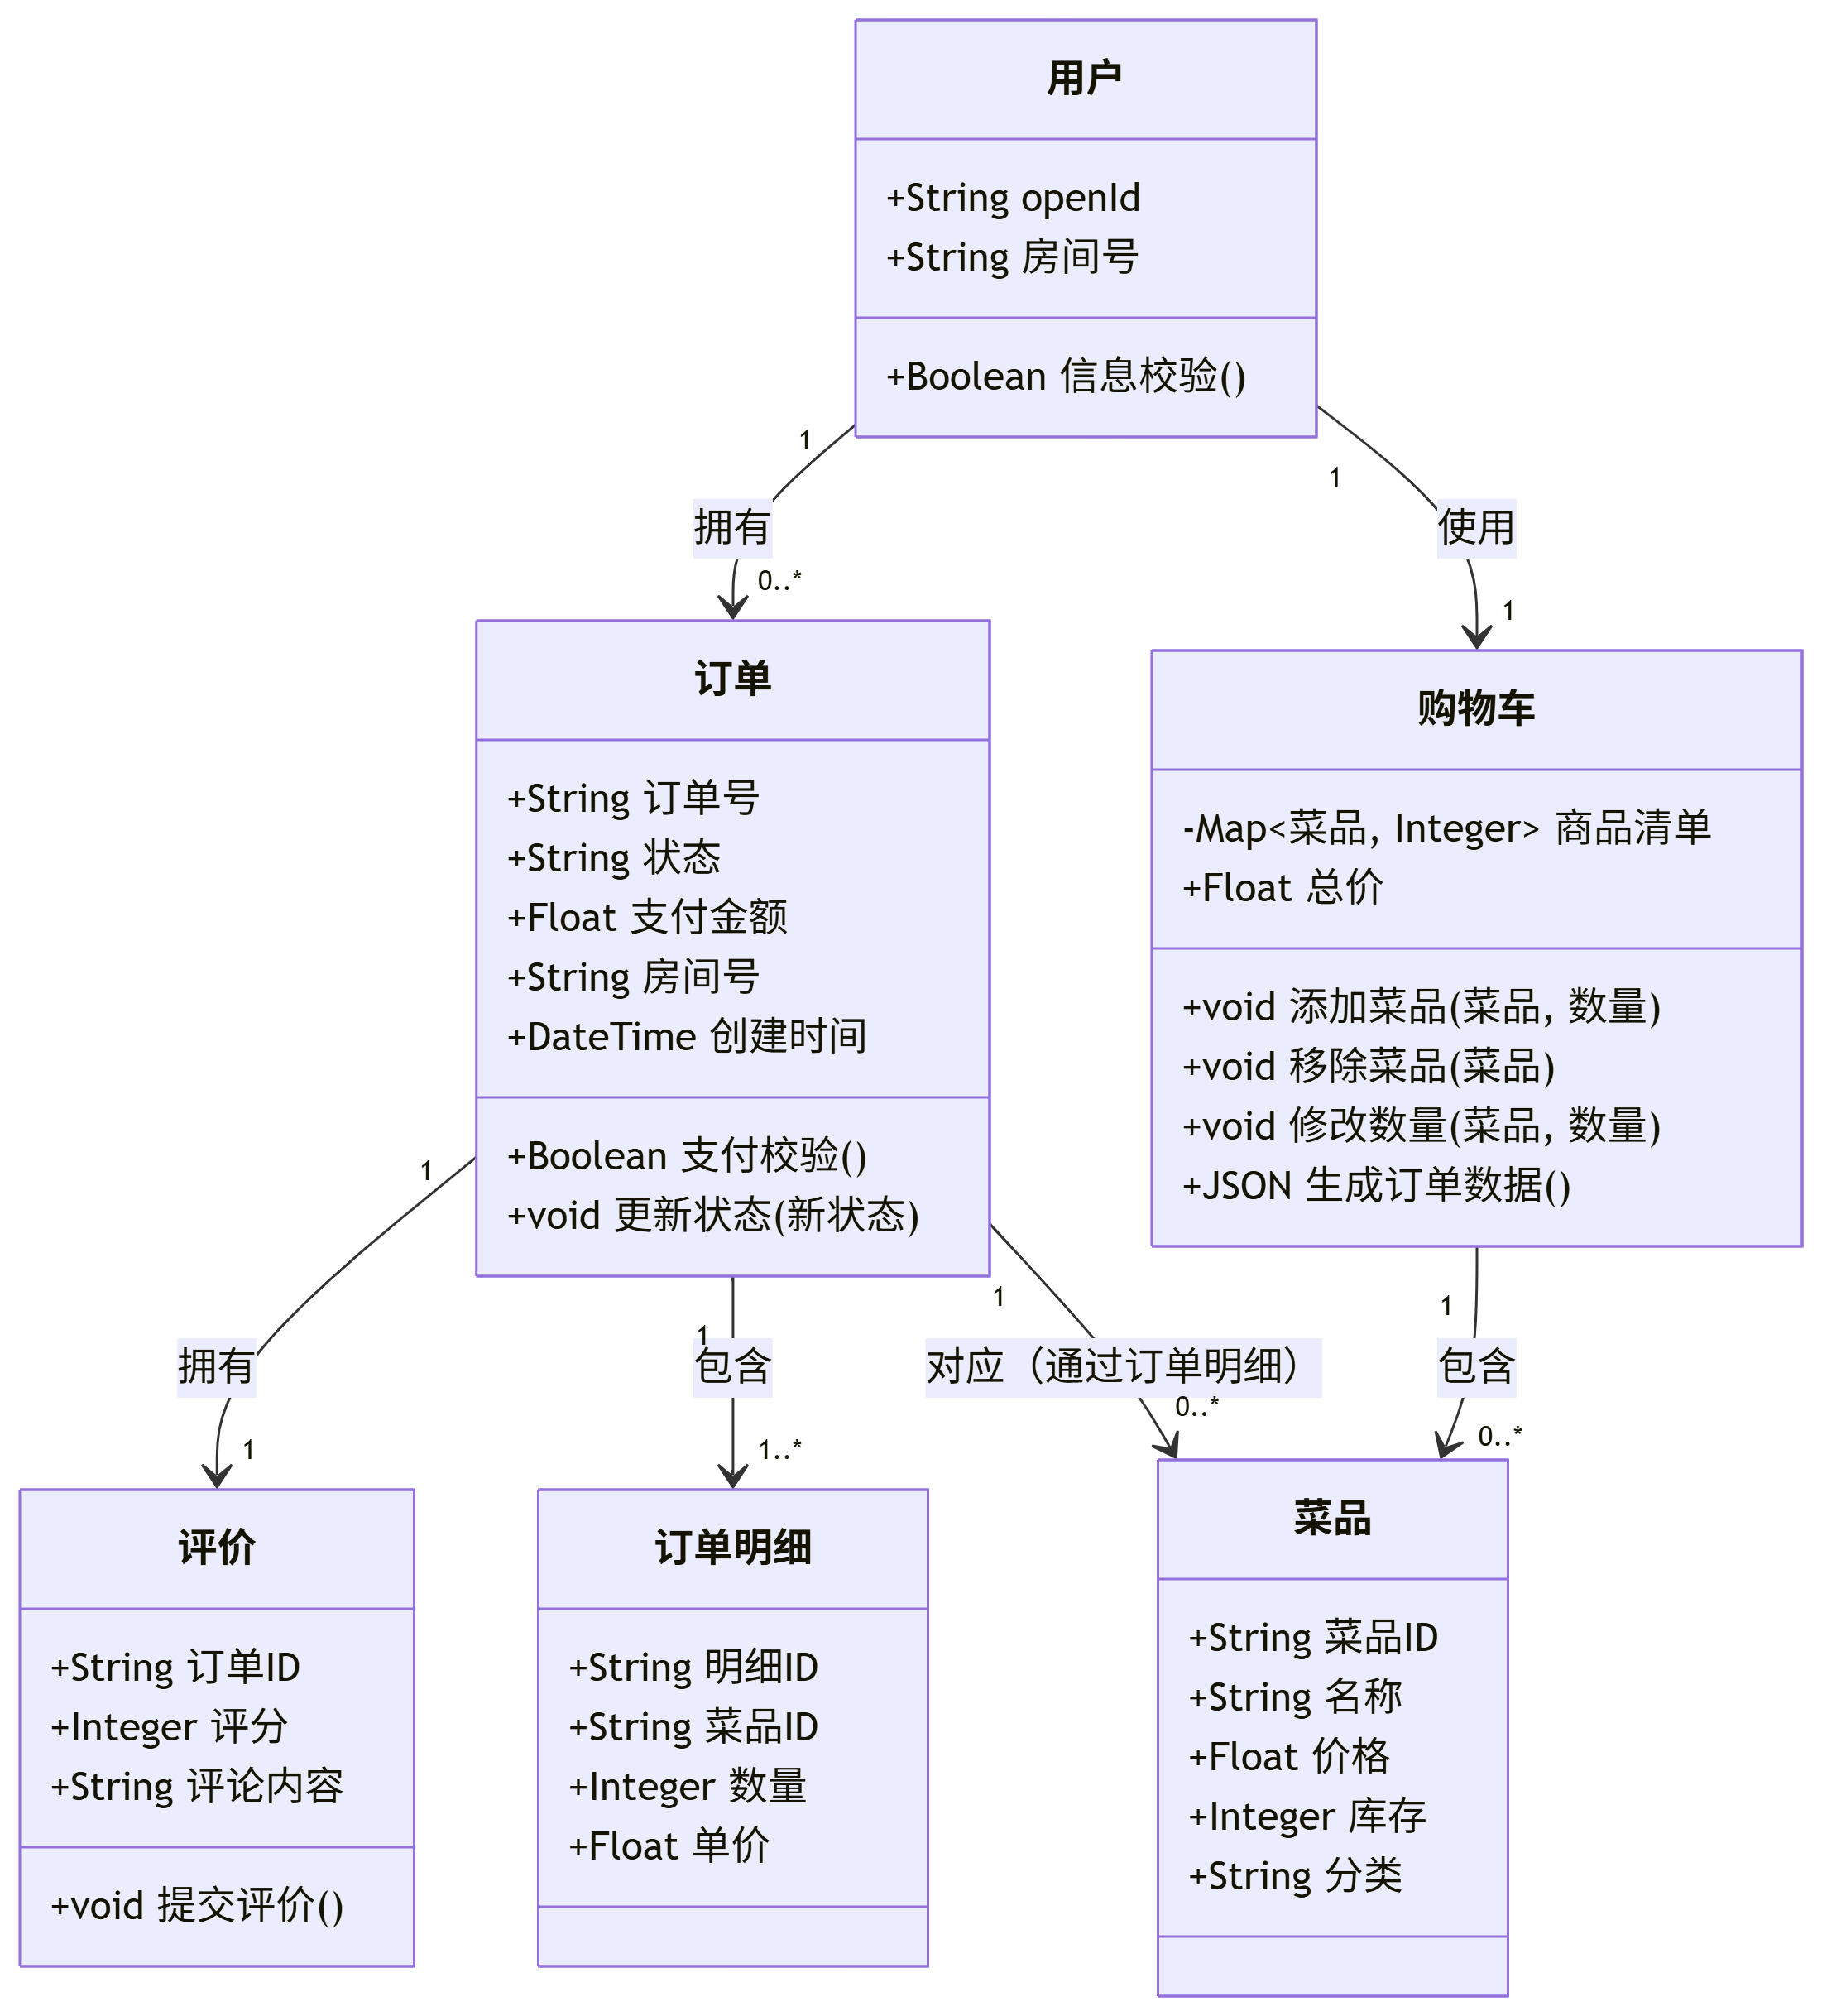 用户
+String openId
+String 房间号
+Boolean 信息校验()
1
拥有
0..*
1
使用
1
订单
+String 订单号
+String 状态
+Float 支付金额
+String 房间号
+DateTime 创建时间
+Boolean 支付校验()
+void 更新状态(新状态)
购物车
-Map<菜品, Integer> 商品清单
+Float 总价
+void 添加菜品(菜品, 数量)
+void 移除菜品(菜品)
+void 修改数量(菜品, 数量)
+JSON 生成订单数据()
1
拥有
1
1
包含
1..*
1
对应（通过订单明细）
0..*
1
包含
0..*
评价
+String 订单ID
+Integer 评分
+String 评论内容
+void 提交评价()
订单明细
+String 明细ID
+String 菜品ID
+Integer 数量
+Float 单价
菜品
+String 菜品ID
+String 名称
+Float 价格
+Integer 库存
+String 分类